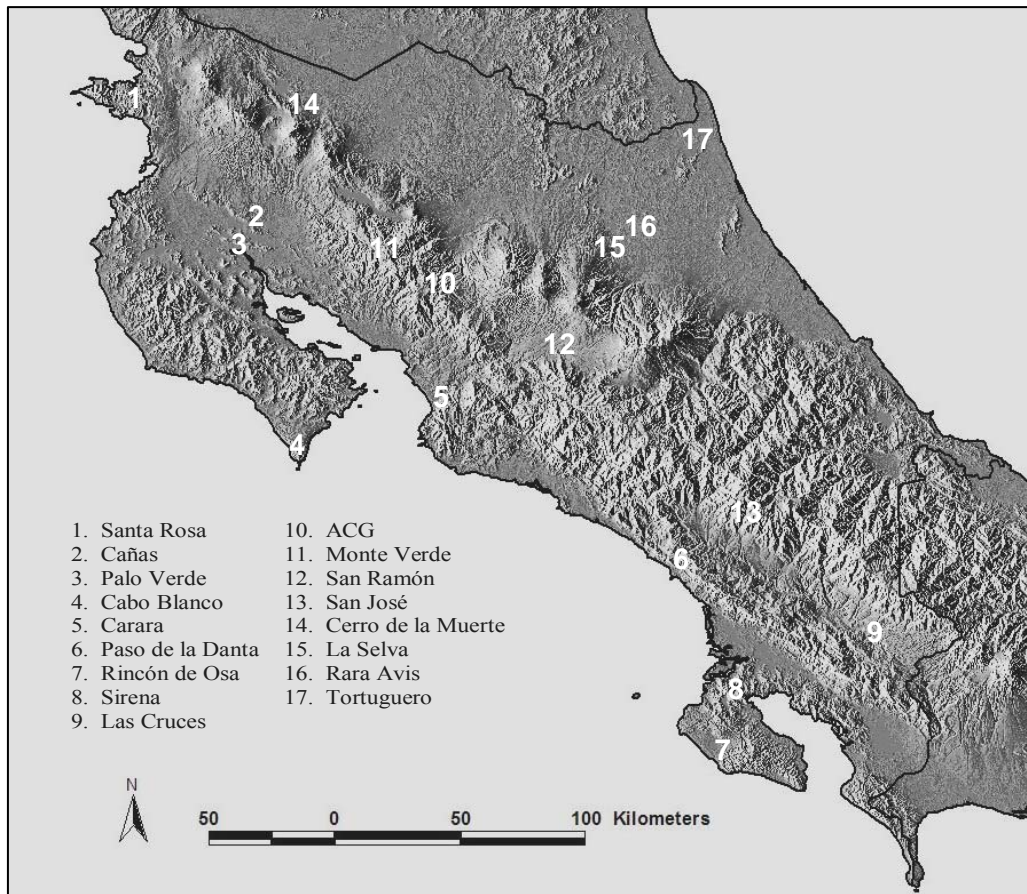 1
14
17
2
16
3
11
15
10
12
5
4
13
6
9
8
7
1. Santa Rosa
2. Cañas
3. Palo Verde
4. Cabo Blanco
5. Carara
6. Paso de la Danta
7. Rincón de Osa
8. Sirena
9. Las Cruces
10. ACG
11. Monte Verde
12. San Ramón
13. San José
14. Cerro de la Muerte
15. La Selva
16. Rara Avis
17. Tortuguero
N
50 0 50 100 Kilometers